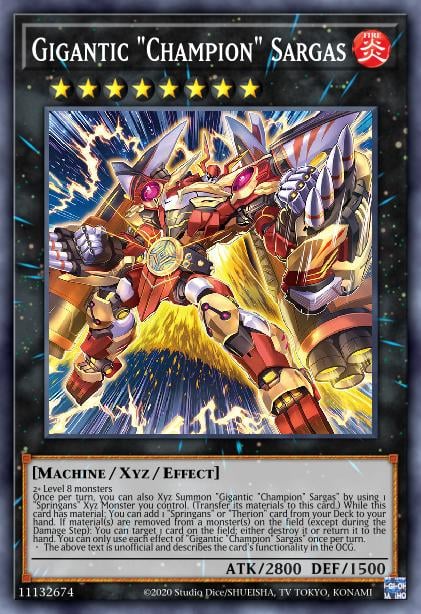 Gigantic "Champion" Sargas
FIRE
炎
[Machine / Xyz / Effect]
2+ Level 8 monsters
Once per turn, you can also Xyz Summon "Gigantic "Champion" Sargas" by using 1
"Springans" Xyz Monster you control. (Transfer its materials to this card.) While this
card has material: You can add 1 "Springans" or "Therion" card from your Deck to your
hand. If material(s) are removed from a monster(s) on the field (except during the
Damage Step): You can target 1 card on the field; either destroy it or return it to the
hand. You can only use each effect of "Gigantic "Champion" Sargas" once per turn.
· The above text is unofficial and describes the card's functionality in the OCG.
ATK/2800 DEF/1500
11132674
©2020 Studio Dice/SHUEISHA, TV TOKYO, KONAMI